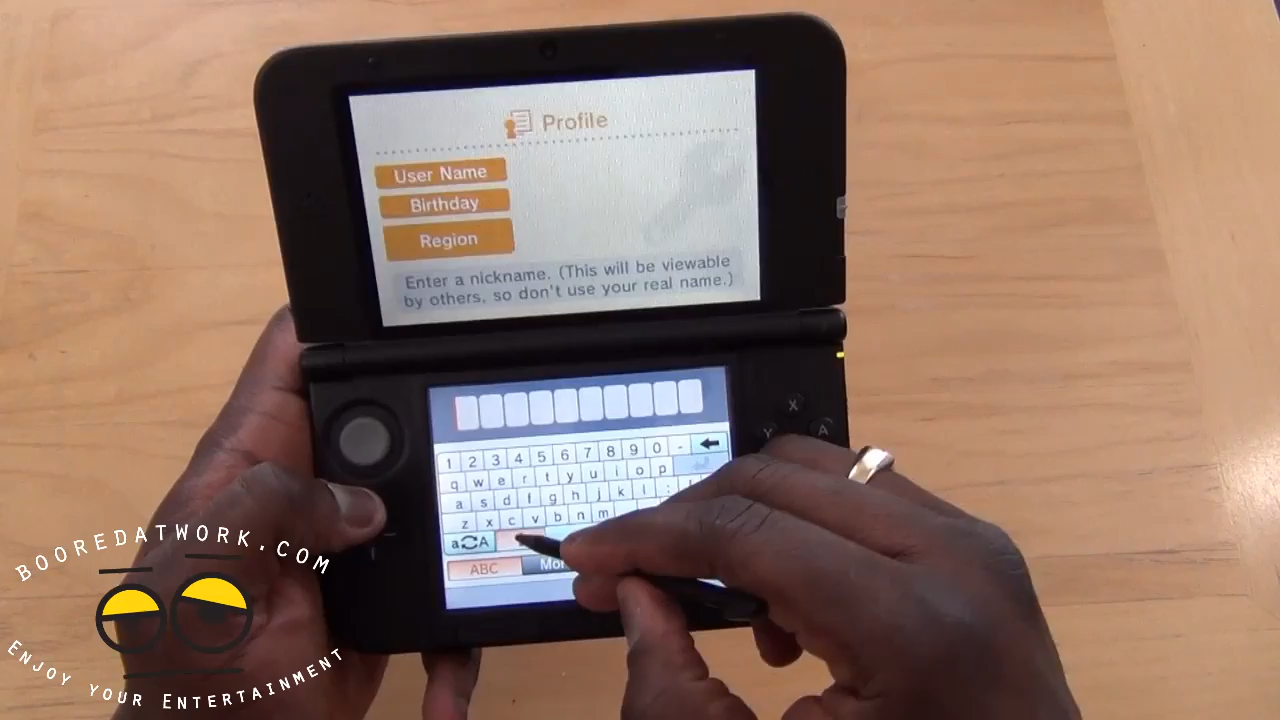 Profile
User Name
Birthday
Region
Enter a nickname. (This will be viewable
by others, so don't use your real name.)
1 2 3 4 5 6 7 8 9 0 -
q w e r t y u i o p
a s d f g h j k l :
z x c v b n m
a A
ABC
X
Y A
BOOREDATWORK.COM
ENJOY YOUR ENTERTAINMENT